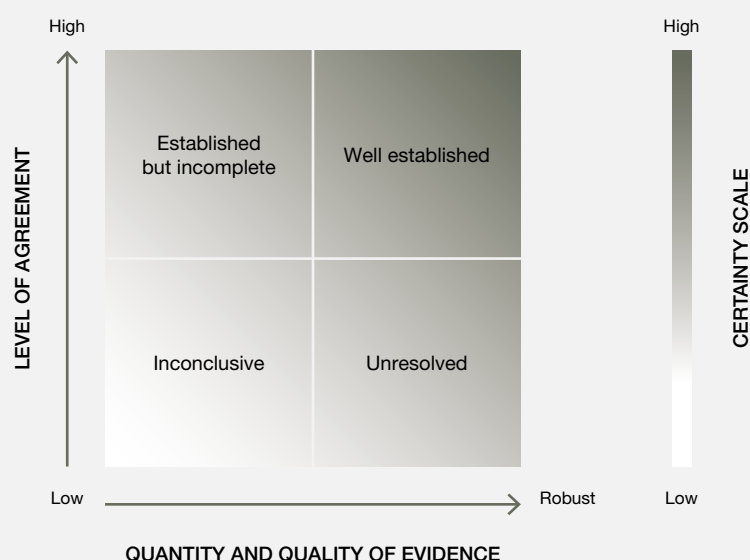 High
High
Established
but incomplete
Well established
LEVEL OF AGREEMENT
CERTAINTY SCALE
Inconclusive
Unresolved
Low
Robust
Low
QUANTITY AND QUALITY OF EVIDENCE